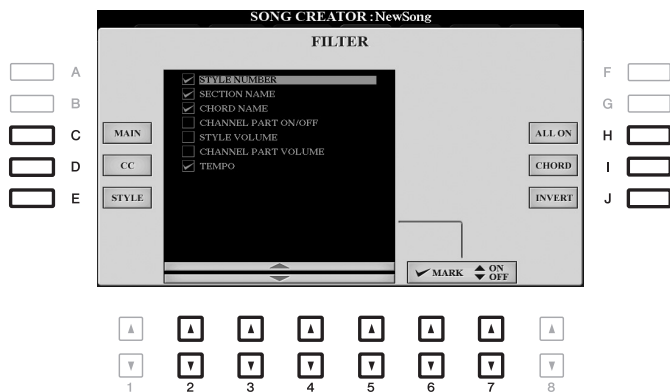 SONG CREATOR : NewSong
FILTER
A
B
C
D
E
MAIN
CC
STYLE
STYLE NUMBER
SECTION NAME
CHORD NAME
CHANNEL PART ON/OFF
STYLE VOLUME
CHANNEL PART VOLUME
TEMPO
ALL ON
CHORD
INVERT
F
G
H
I
J
MARK ON
OFF
1 2 3 4 5 6 7 8